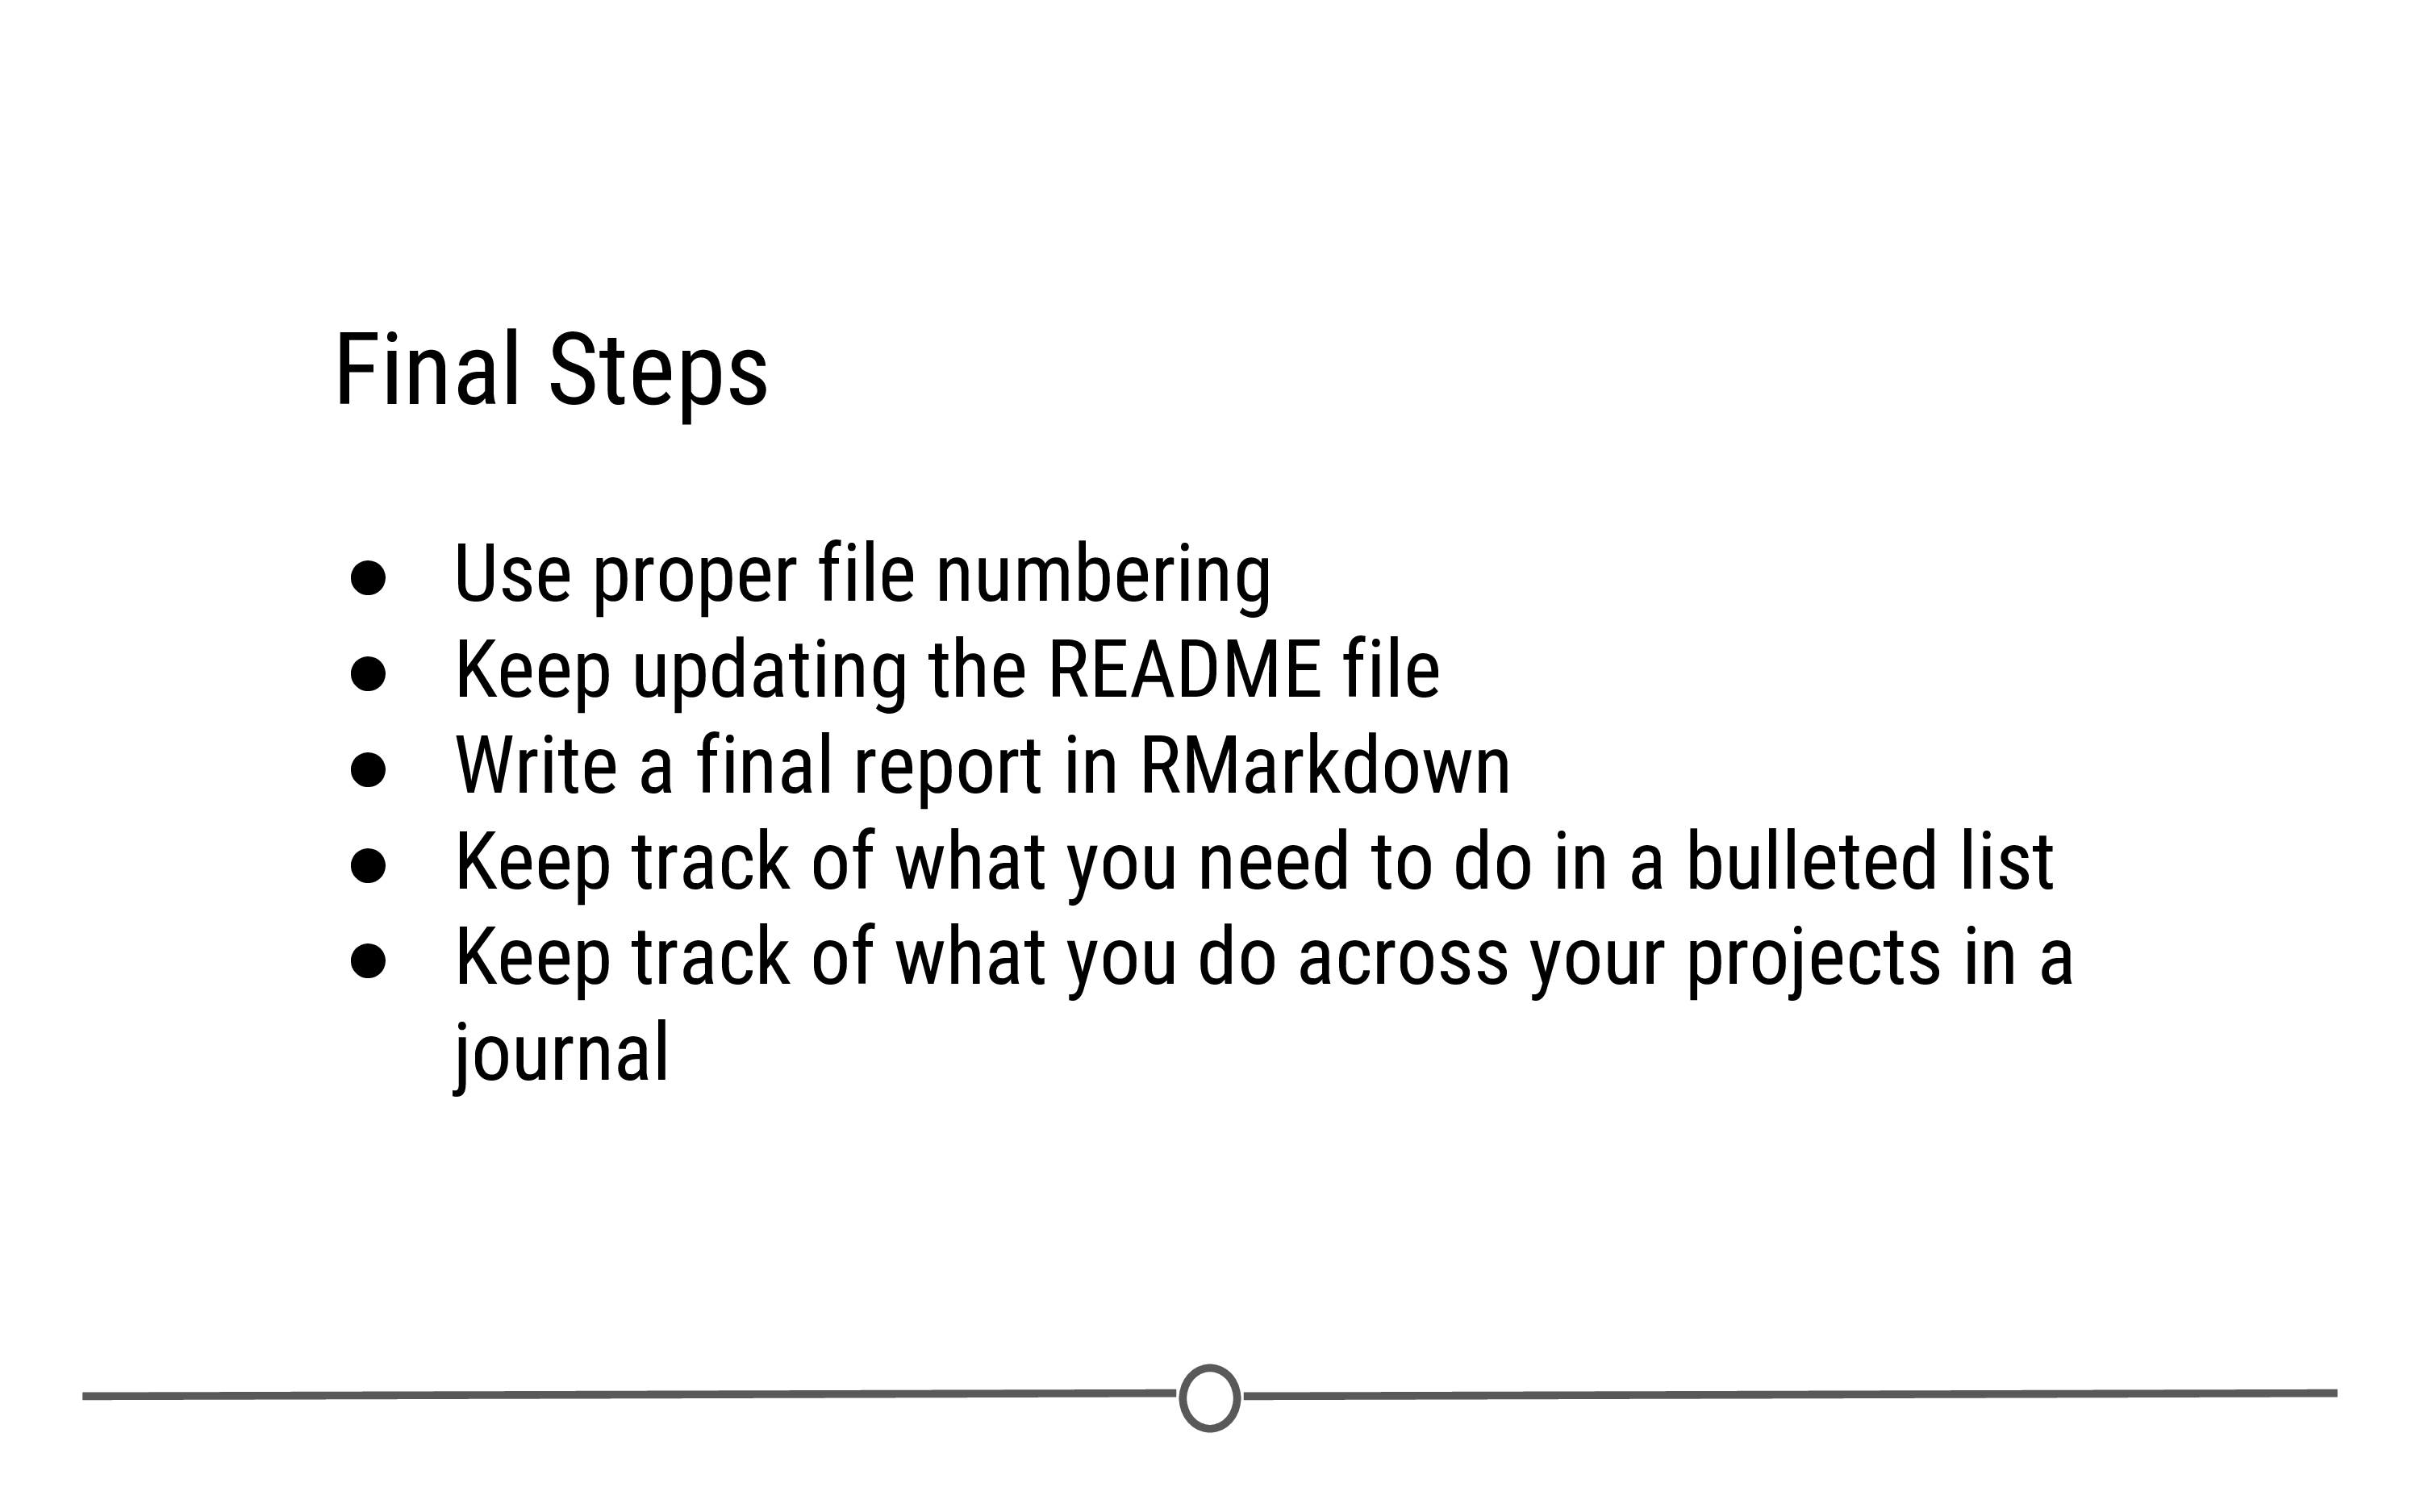 Final Steps
● Use proper file numbering
● Keep updating the README file
● Write a final report in RMarkdown
● Keep track of what you need to do in a bulleted list
● Keep track of what you do across your projects in a
journal